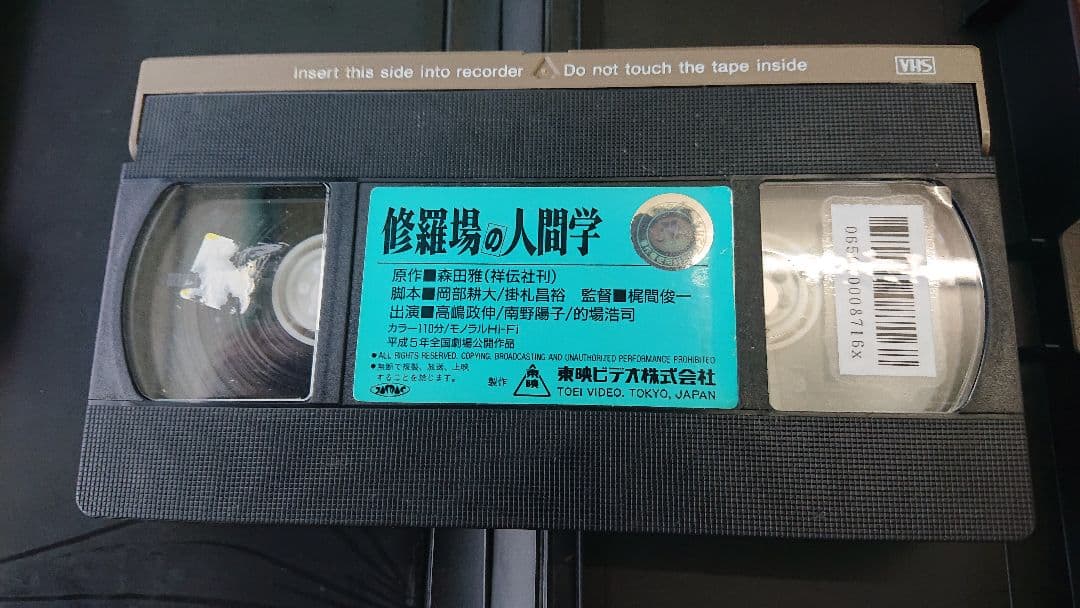 Insert this side into recorder Do not touch the tape inside
VHS
修羅場の人間学
原作■森田雅(祥伝社刊)
脚本■岡部耕大/掛札昌裕 監督■梶間俊一
出演■高嶋政伸/南野陽子/的場浩司
カラー110分/モノラルHi-Fi
平成5年全国劇場公開作品
●ALL RIGHTS RESERVED. COPYING, BROADCASTING AND UNAUTHORIZED PERFORMANCE PROHIBITED
●無断で複製、放送、上映
することを禁じます。
製作 東映 東映ビデオ株式会社
TOEI VIDEO. TOKYO, JAPAN